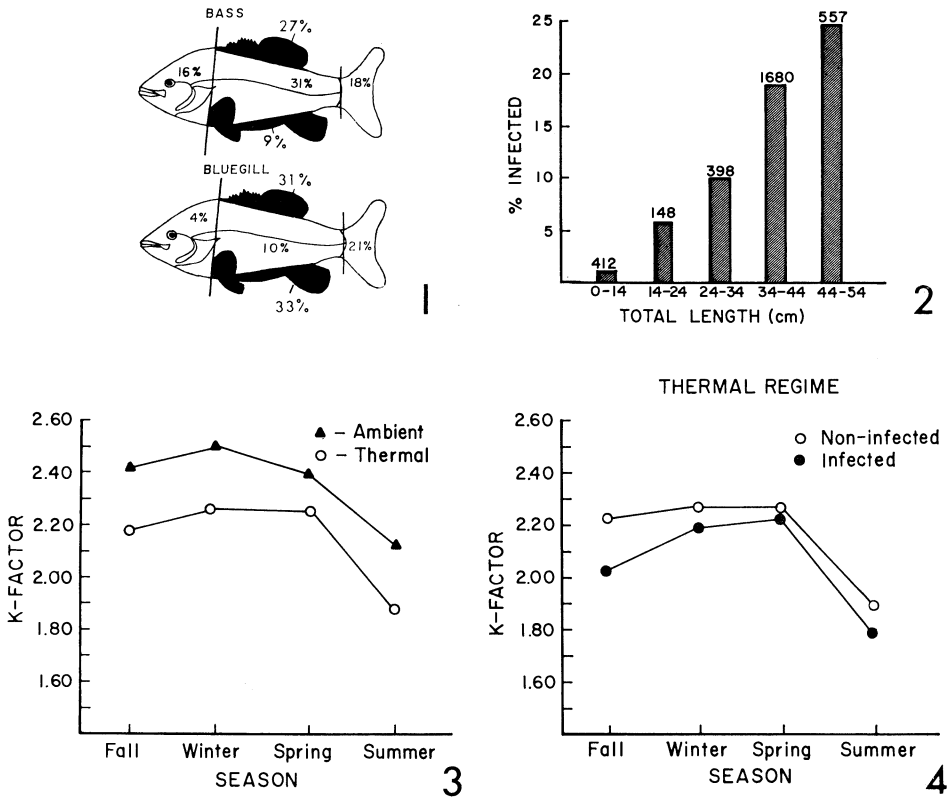 BASS
27%
16%
31%
18%
9%
BLUEGILL
31%
4%
10%
21%
33%
1
% INFECTED
25
20
15
10
5
412
148
398
1680
557
0-14 14-24 24-34 34-44 44-54
TOTAL LENGTH (cm)
2
K-FACTOR
2.60
2.40
2.20
2.00
1.80
1.60
▲ - Ambient
○ - Thermal
Fall Winter Spring Summer
SEASON
3
THERMAL REGIME
K-FACTOR
2.60
2.40
2.20
2.00
1.80
1.60
○ Non-infected
● Infected
Fall Winter Spring Summer
SEASON
4